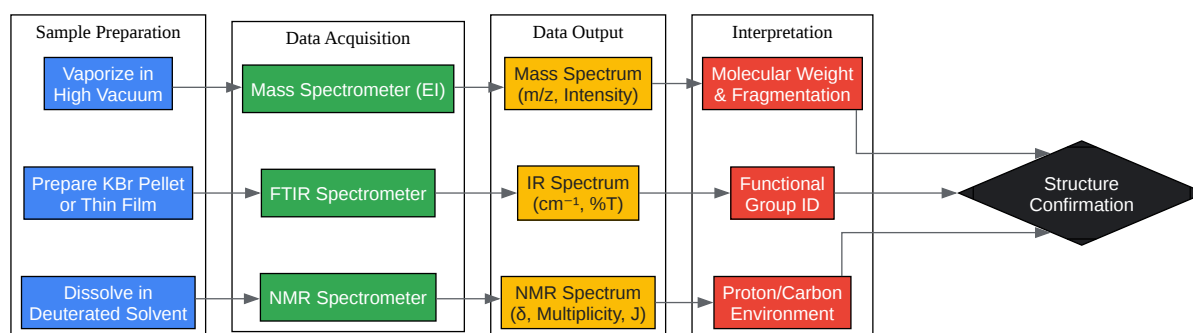 Sample Preparation
Data Acquisition
Data Output
Interpretation
Vaporize in
High Vacuum
Mass Spectrometer (EI)
Mass Spectrum
(m/z, Intensity)
Molecular Weight
& Fragmentation
Prepare KBr Pellet
or Thin Film
FTIR Spectrometer
IR Spectrum
(cm⁻¹, %T)
Functional
Group ID
Structure
Confirmation
Dissolve in
Deuterated Solvent
NMR Spectrometer
NMR Spectrum
(δ, Multiplicity, J)
Proton/Carbon
Environment